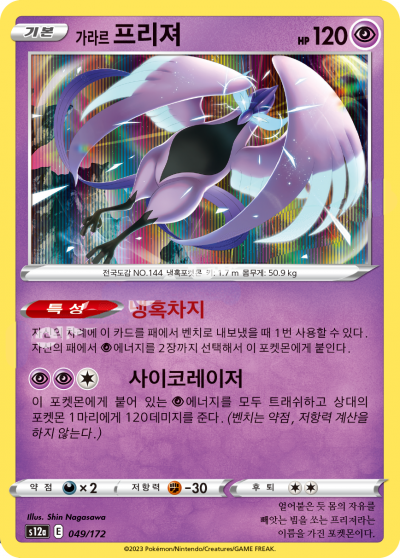 기본 가라르 프리져 HP 120
전국도감 NO.144 냉혹포켓몬 키: 1.7 m 몸무게: 50.9 kg
특성 냉혹차지
자신의 차례에 이 카드를 패에서 벤치로 내보냈을 때 1번 사용할 수 있다.
자신의 패에서 에너지를 2장까지 선택해서 이 포켓몬에게 붙인다.
사이코레이저
이 포켓몬에게 붙어 있는 에너지를 모두 트래쉬하고 상대의
포켓몬 1마리에게 120데미지를 준다. (벤치는 약점, 저항력 계산을
하지 않는다.)
약점 ×2 저항력 -30 후퇴
Illus. Shin Nagasawa
s12a E 049/172
얼어붙은 듯 몸의 자유를
빼앗는 빔을 쏘는 프리져라는
이름을 가진 포켓몬이다.
©2023 Pokémon/Nintendo/Creatures/GAME FREAK.